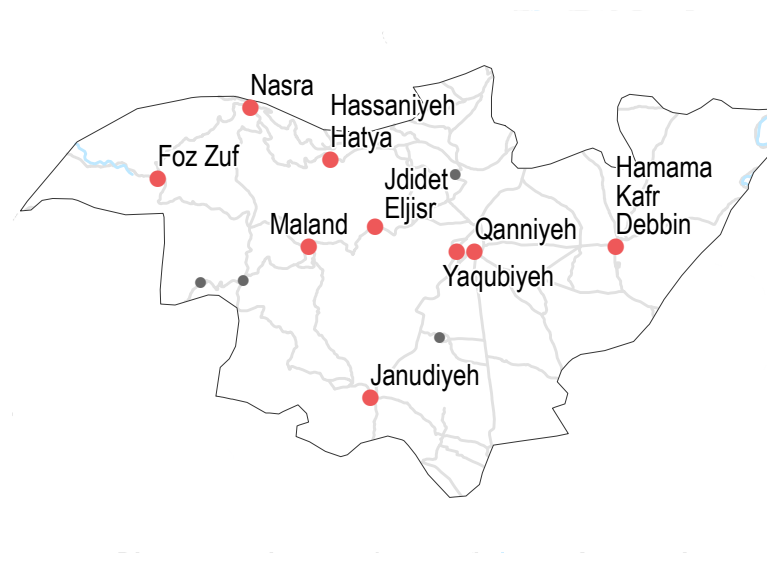 Nasra
Hassaniyeh
Hatya
Foz Zuf
Jdidet
Eljisr
Hamama
Kafr
Debbin
Maland
Qanniyeh
Yaqubiyeh
Janudiyeh